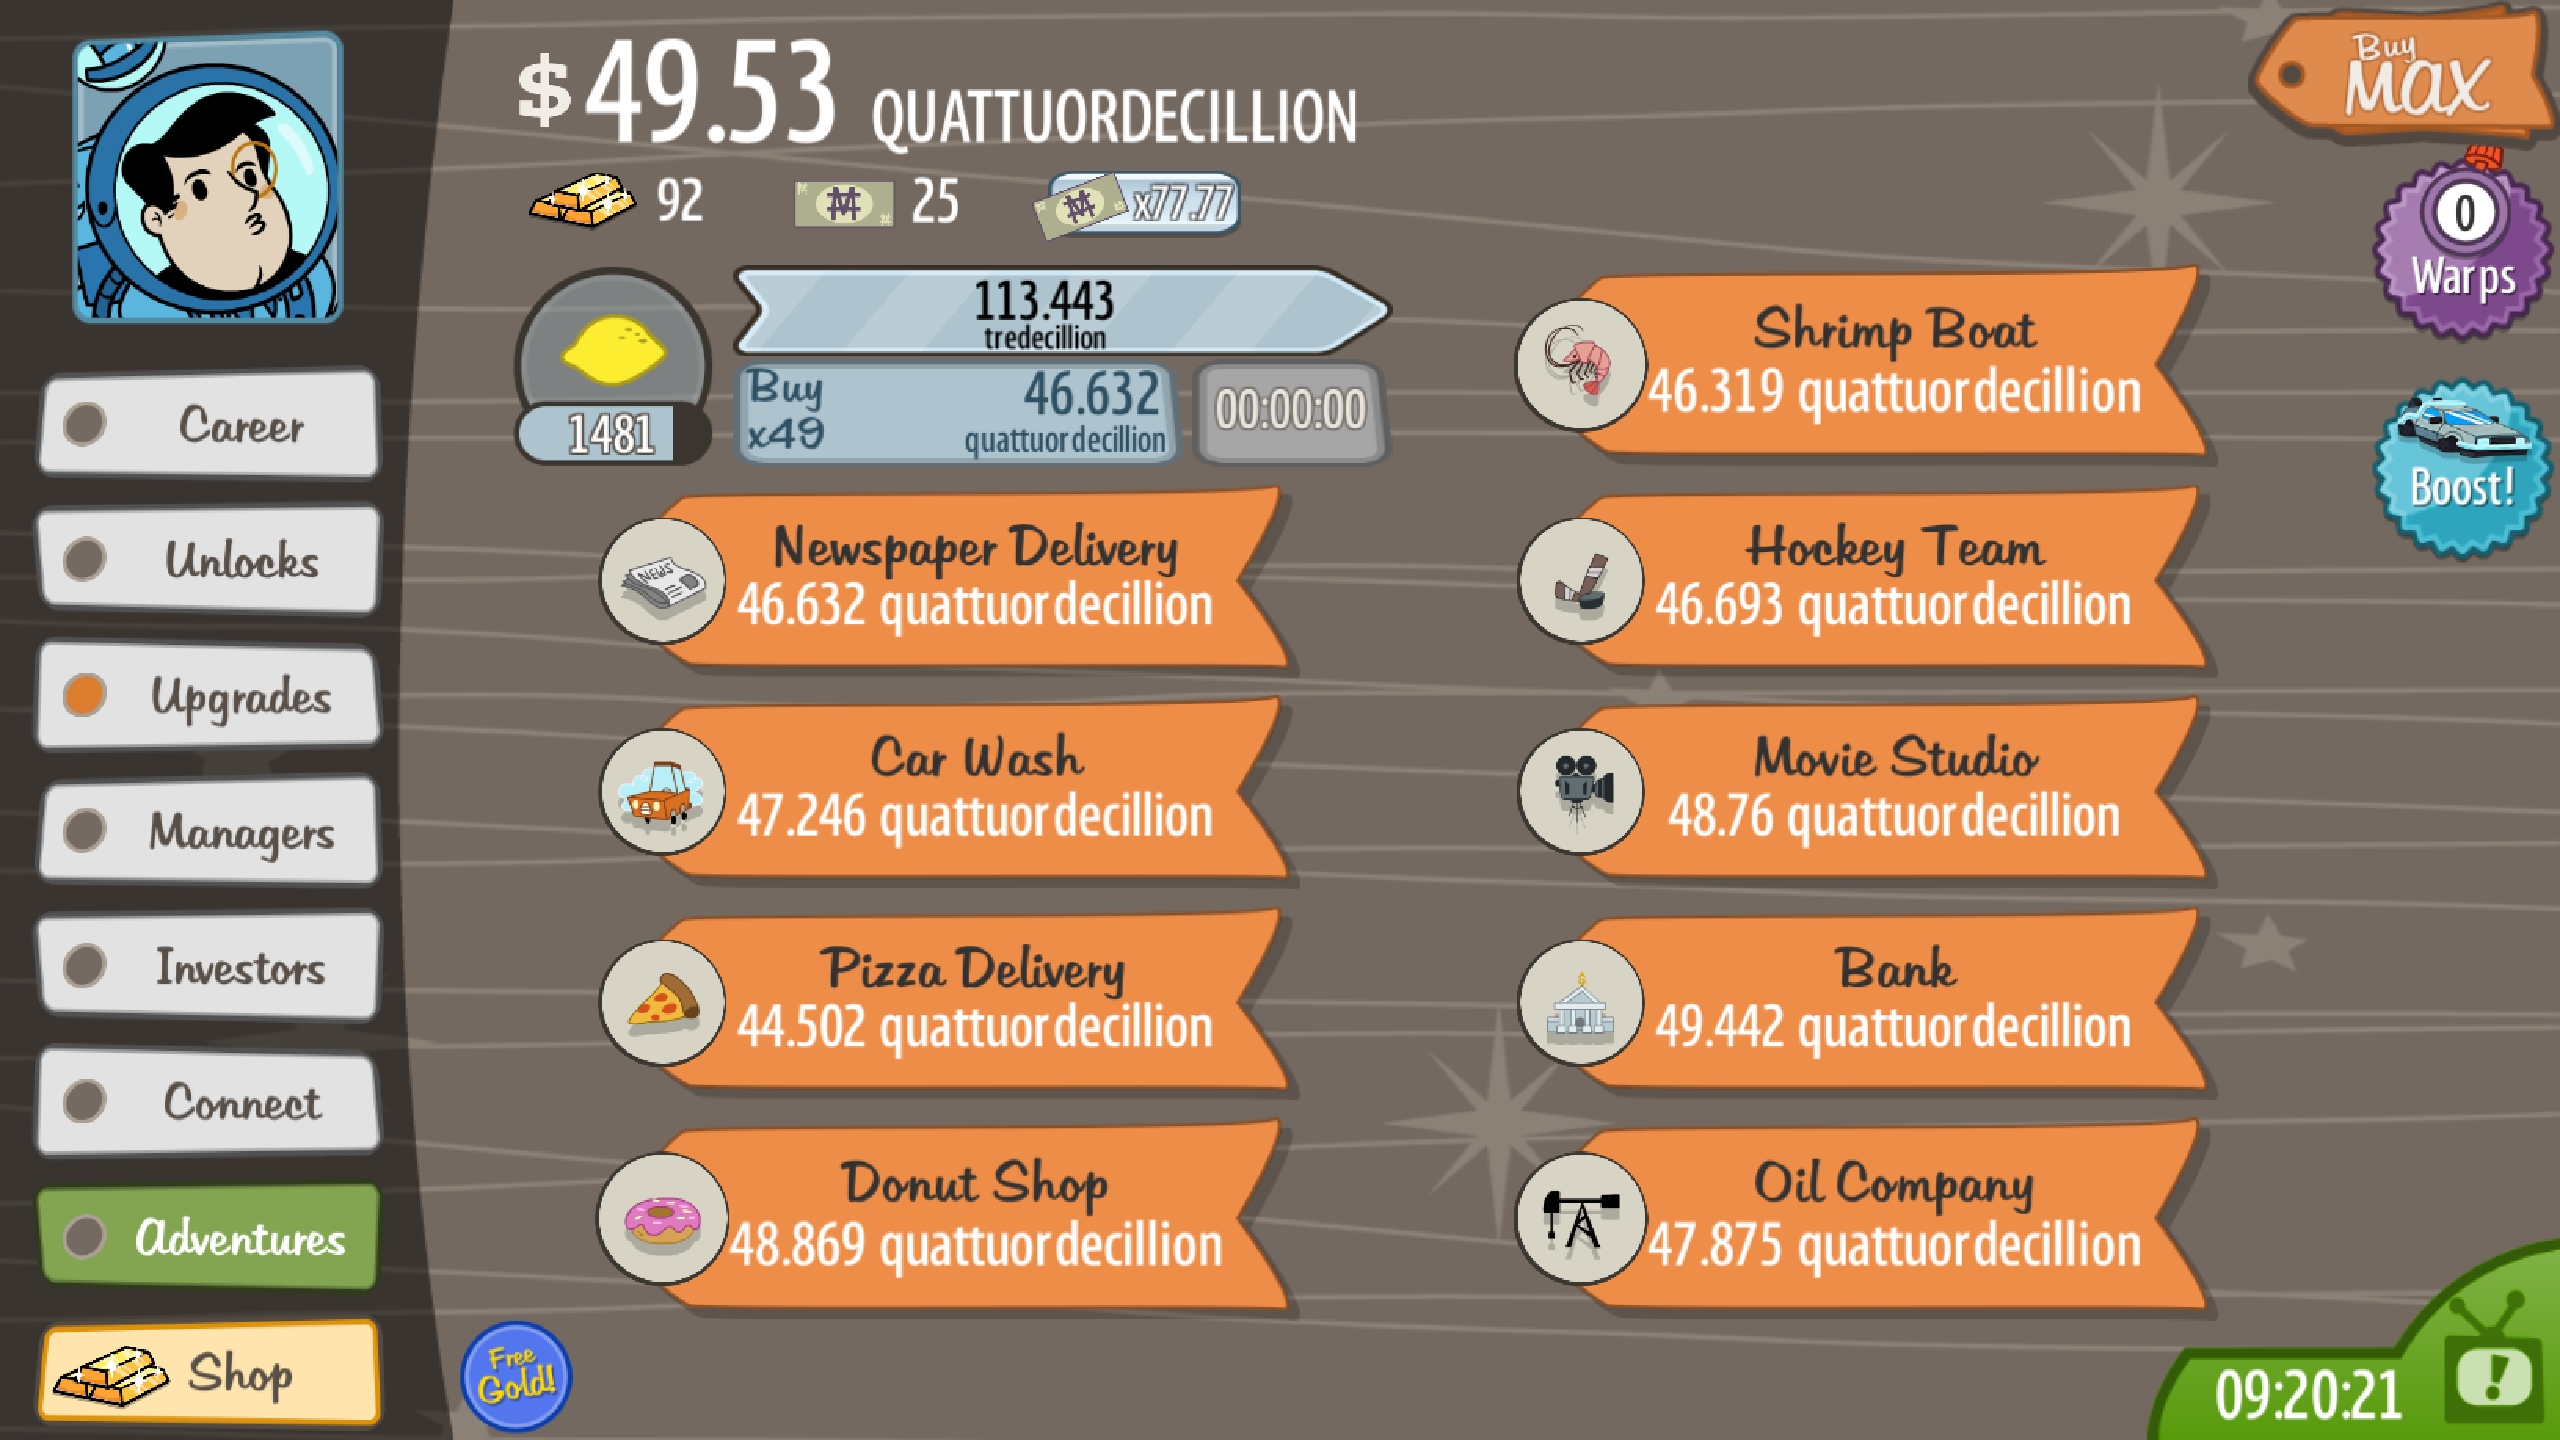 $49.53 QUATTUORDECILLION
92 25 x77.77
Buy
MAX
0
Warps
Boost!
Career
Unlocks
Upgrades
Managers
Investors
Connect
Adventures
Shop
113.443
tredecillion
1481
Buy
x49
46.632
quattuordecillion
00:00:00
NEWS
Newspaper Delivery
46.632 quattuordecillion
Car Wash
47.246 quattuordecillion
Pizza Delivery
44.502 quattuordecillion
Donut Shop
48.869 quattuordecillion
Shrimp Boat
46.319 quattuordecillion
Hockey Team
46.693 quattuordecillion
Movie Studio
48.76 quattuordecillion
Bank
49.442 quattuordecillion
Oil Company
47.875 quattuordecillion
Free
Gold!
09:20:21
!